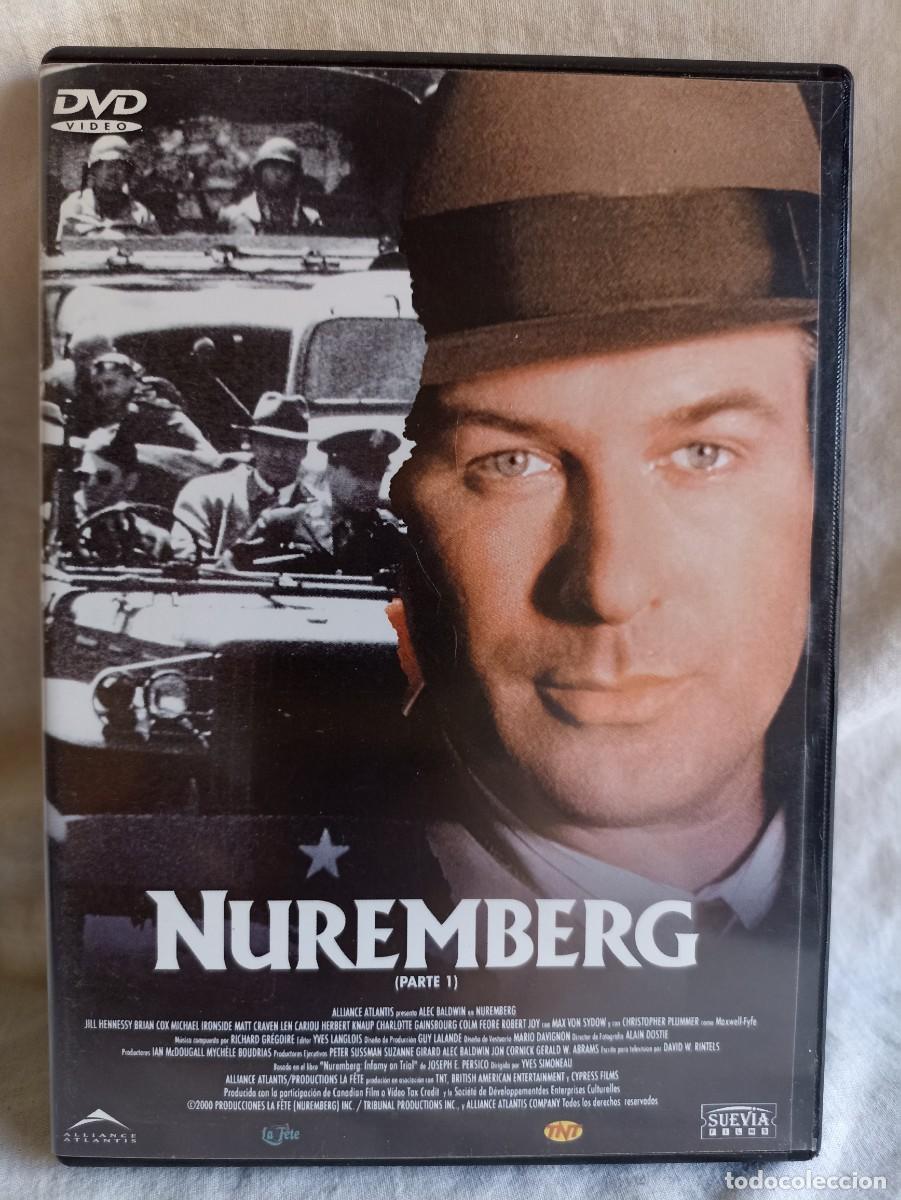 DVD
VIDEO
NUREMBERG
(PARTE 1)
ALLIANCE ATLANTIS presenta ALEC BALDWIN en NUREMBERG
JILL HENNESSY BRIAN COX MICHAEL IRONSIDE MATT CRAVEN LEN CARIOU HERBERT KNAUP CHARLOTTE GAINSBOURG COLM FEORE ROBERT JOY con MAX VON SYDOW y con CHRISTOPHER PLUMMER como Maxwell-Fyfe
Música compuesta por RICHARD GRÉGOIRE Editor YVES LANGLOIS Diseño de Producción GUY LALANDE Diseño de Vestuario MARIO DAVIGNON Director de Fotografía ALAIN DOSTIE
Productores IAN McDOUGALL MYCHÈLE BOUDRIAS Productores Ejecutivos PETER SUSSMAN SUZANNE GIRARD ALEC BALDWIN JON CORNICK GERALD W. ABRAMS Escrito para televisión por DAVID W. RINTELS
Basada en el libro "Nuremberg: Infamy on Trial" de JOSEPH E. PERSICO Dirigida por YVES SIMONEAU
ALLIANCE ATLANTIS/PRODUCTIONS LA FÊTE producción en asociación con TNT, BRITISH AMERICAN ENTERTAINMENT y CYPRESS FILMS
Producida con la participación de Canadian Film o Video Tax Credit y la Société de Développementdes Enterprises Culturelles
©2000 PRODUCCIONES LA FÊTE (NUREMBERG) INC. / TRIBUNAL PRODUCTIONS INC., y ALLIANCE ATLANTIS COMPANY Todos los derechos reservados
ALLIANCE
ATLANTIS
la Fête
TNT
SUEVIA
FILMS
todocoleccion